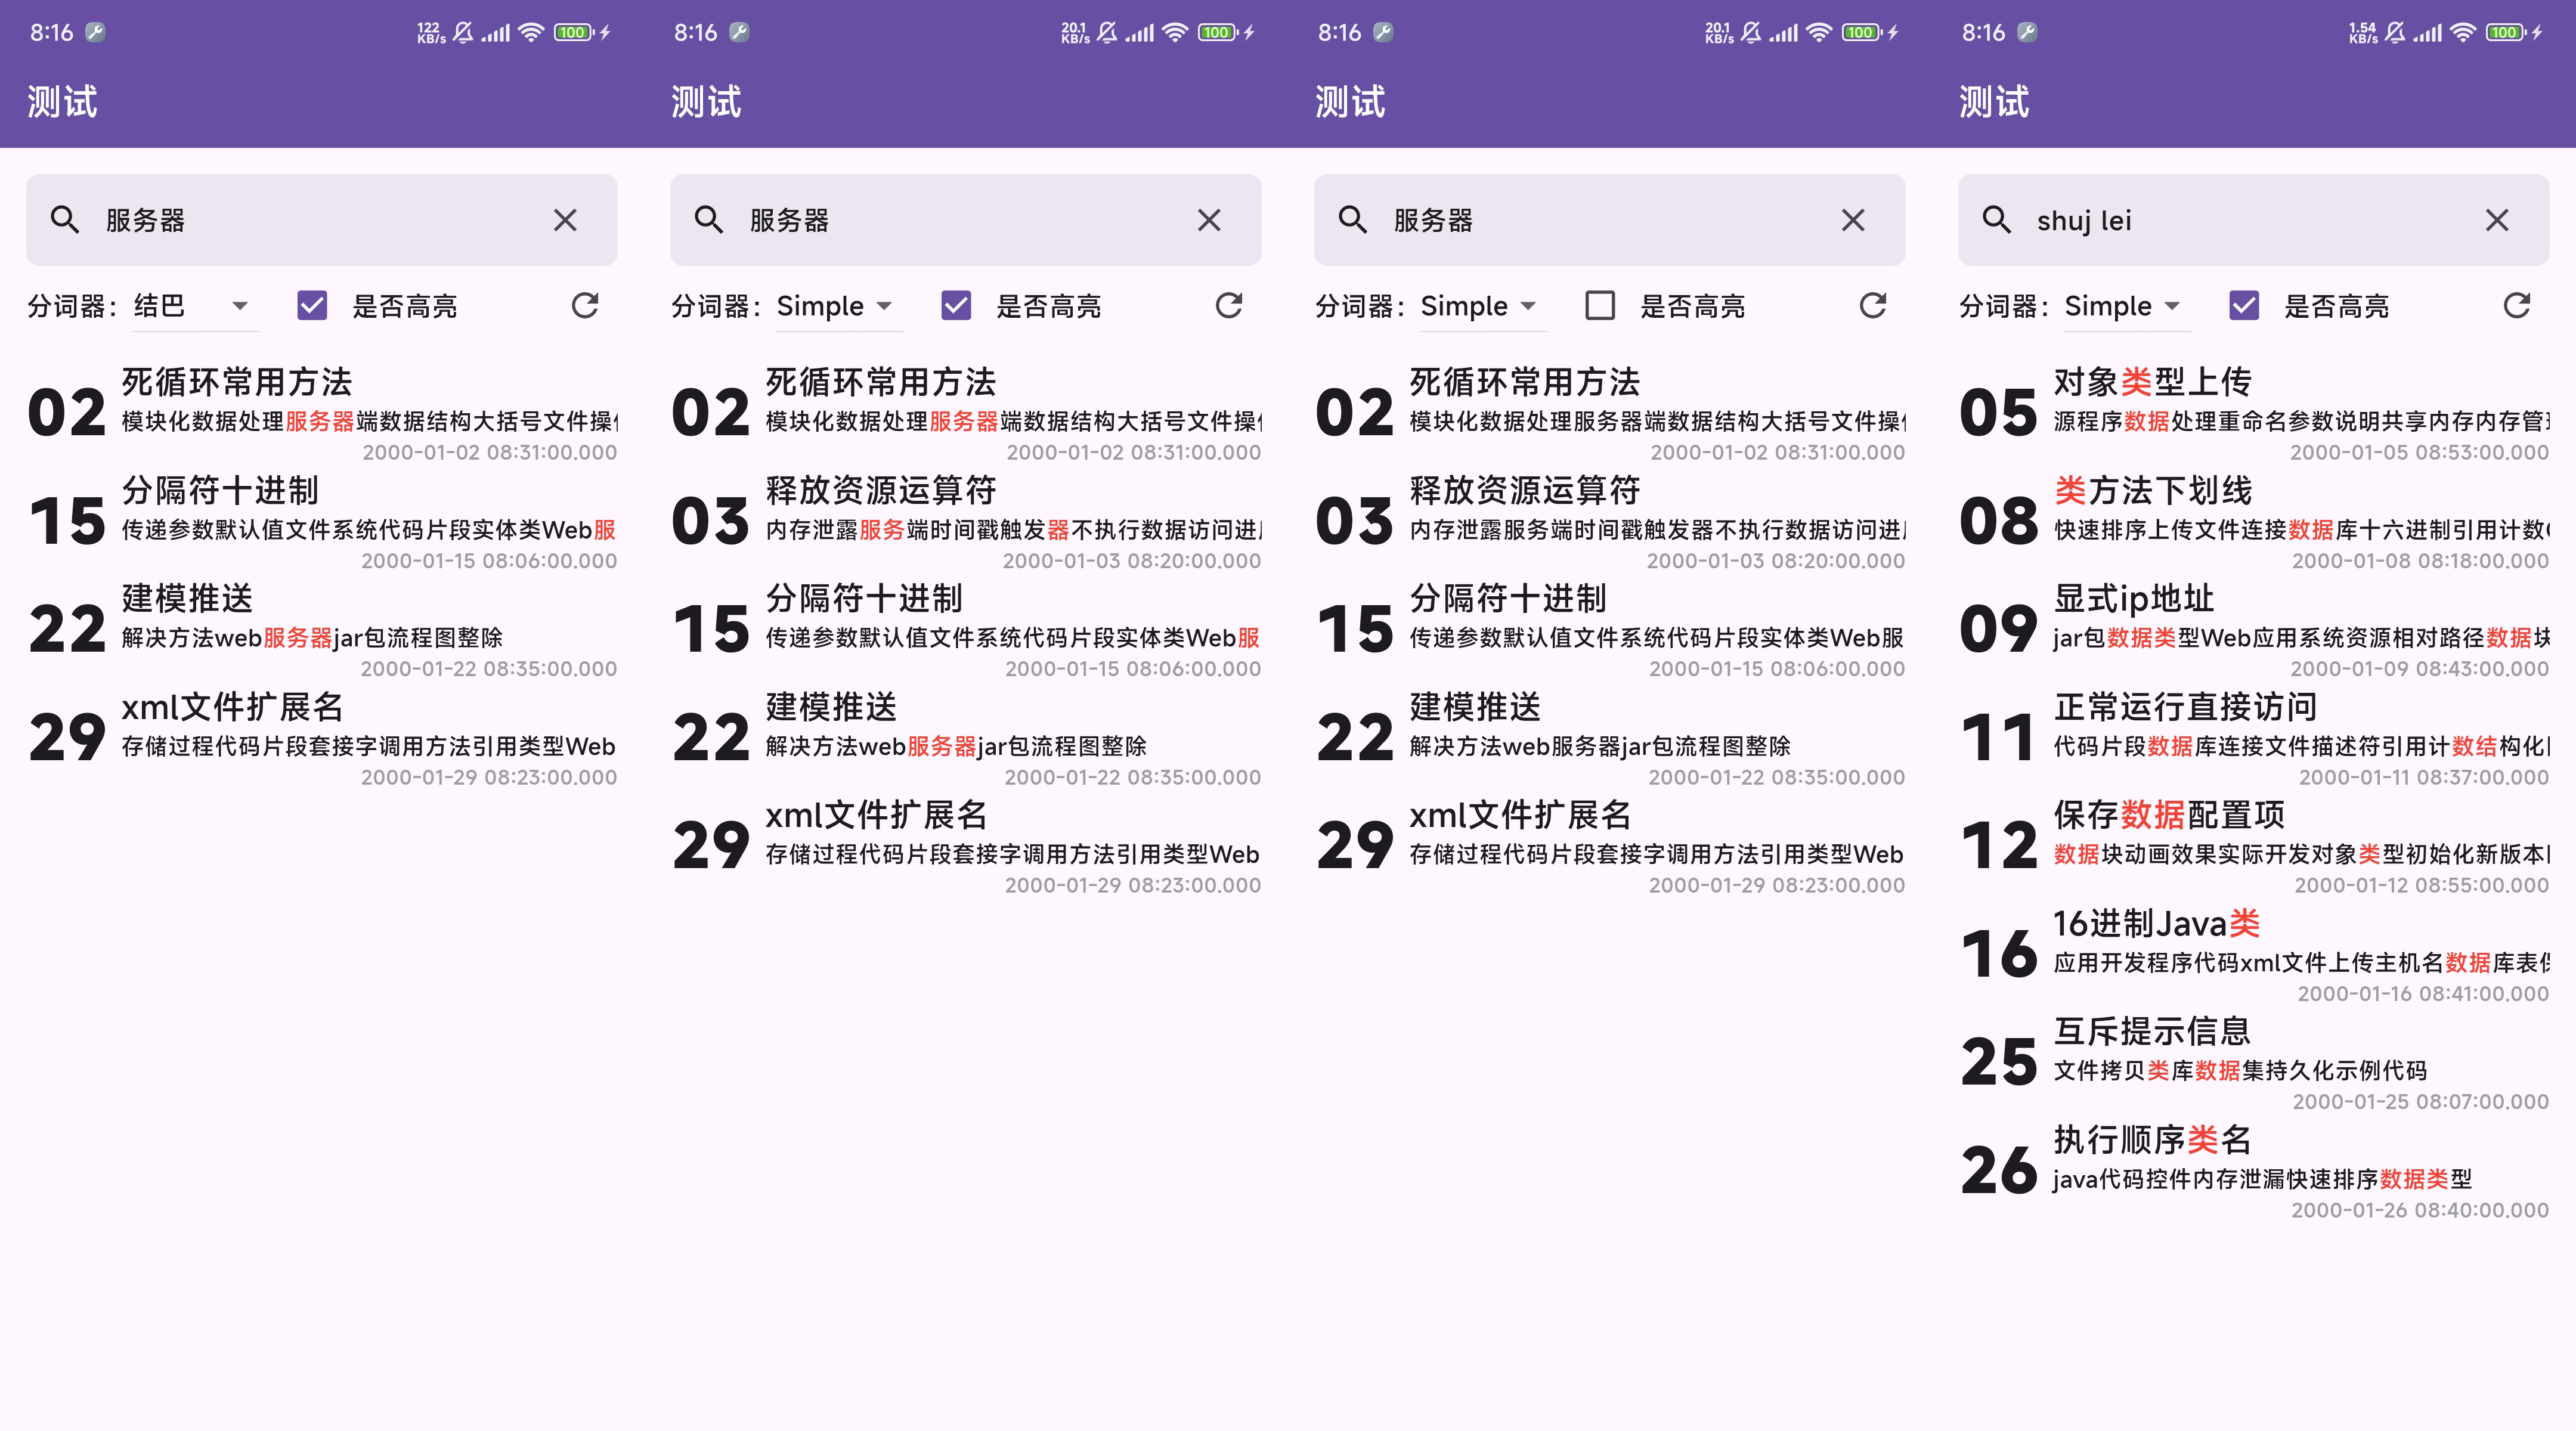 8:16
122 KB/s
100
测试
服务器
分词器： 结巴 是否高亮
02
死循环常用方法
模块化数据处理服务器端数据结构大括号文件操
2000-01-02 08:31:00.000
15
分隔符十进制
传递参数默认值文件系统代码片段实体类Web服
2000-01-15 08:06:00.000
22
建模推送
解决方法web服务器jar包流程图整除
2000-01-22 08:35:00.000
29
xml文件扩展名
存储过程代码片段套接字调用方法引用类型Web
2000-01-29 08:23:00.000
8:16
20.1 KB/s
100
测试
服务器
分词器： Simple 是否高亮
02
死循环常用方法
模块化数据处理服务器端数据结构大括号文件操
2000-01-02 08:31:00.000
03
释放资源运算符
内存泄露服务端时间戳触发器不执行数据访问进
2000-01-03 08:20:00.000
15
分隔符十进制
传递参数默认值文件系统代码片段实体类Web服
2000-01-15 08:06:00.000
22
建模推送
解决方法web服务器jar包流程图整除
2000-01-22 08:35:00.000
29
xml文件扩展名
存储过程代码片段套接字调用方法引用类型Web
2000-01-29 08:23:00.000
8:16
20.1 KB/s
100
测试
服务器
分词器： Simple 是否高亮
02
死循环常用方法
模块化数据处理服务器端数据结构大括号文件操
2000-01-02 08:31:00.000
03
释放资源运算符
内存泄露服务端时间戳触发器不执行数据访问进
2000-01-03 08:20:00.000
15
分隔符十进制
传递参数默认值文件系统代码片段实体类Web服
2000-01-15 08:06:00.000
22
建模推送
解决方法web服务器jar包流程图整除
2000-01-22 08:35:00.000
29
xml文件扩展名
存储过程代码片段套接字调用方法引用类型Web
2000-01-29 08:23:00.000
8:16
1.54 KB/s
100
测试
shuj lei
分词器： Simple 是否高亮
05
对象类型上传
源程序数据处理重命名参数说明共享内存内存管
2000-01-05 08:53:00.000
08
类方法下划线
快速排序上传文件连接数据库十六进制引用计数
2000-01-08 08:18:00.000
09
显式ip地址
jar包数据类型Web应用系统资源相对路径数据块
2000-01-09 08:43:00.000
11
正常运行直接访问
代码片段数据库连接文件描述符引用计数结构化
2000-01-11 08:37:00.000
12
保存数据配置项
数据块动画效果实际开发对象类型初始化新版本
2000-01-12 08:55:00.000
16
16进制Java类
应用开发程序代码xml文件上传主机名数据库表
2000-01-16 08:41:00.000
25
互斥提示信息
文件拷贝类库数据集持久化示例代码
2000-01-25 08:07:00.000
26
执行顺序类名
java代码控件内存泄漏快速排序数据类型
2000-01-26 08:40:00.000